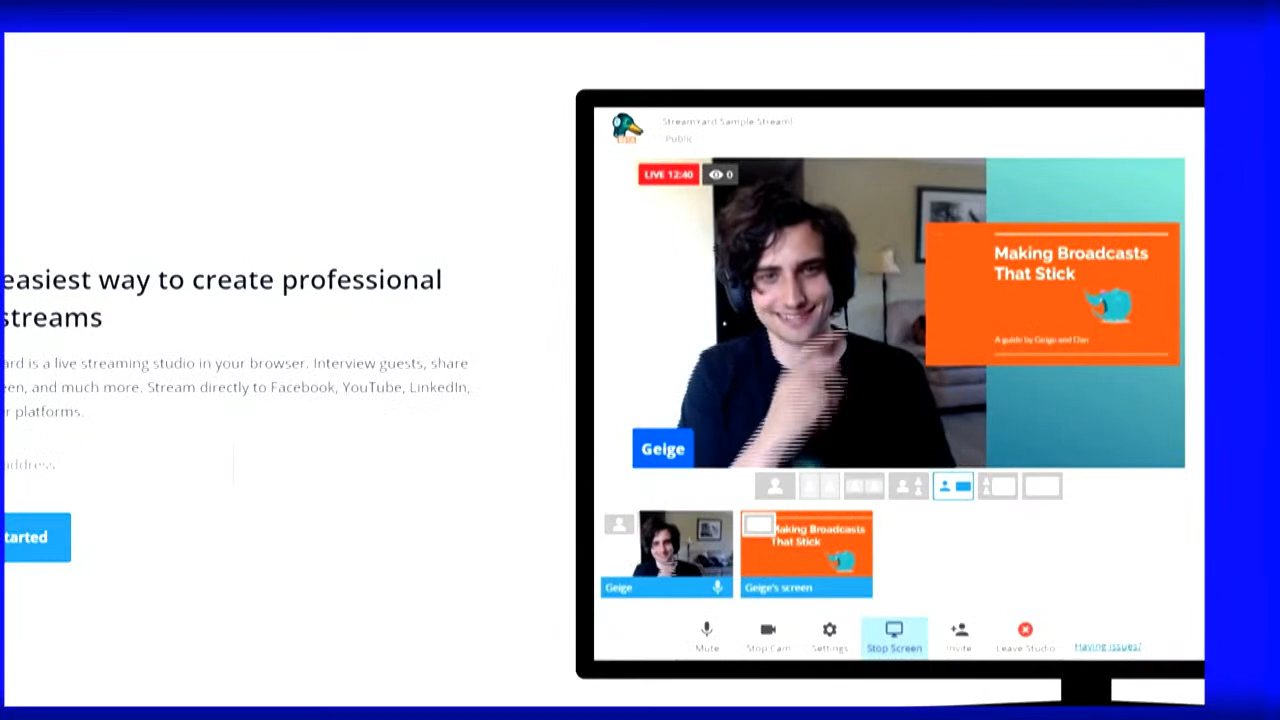 easiest way to create professional
streams
ard is a live streaming studio in your browser. Interview guests, share
een, and much more. Stream directly to Facebook, YouTube, LinkedIn,
r platforms.
address
tarted
StreamYard Sample Stream!
Public
LIVE 12:40 0
Making Broadcasts
That Stick
A guide by Geige and Dan
Geige
Making Broadcasts
That Stick
Geige
Geige's screen
Mute Stop Cam Settings Stop Screen Invite Leave Studio Having issues?